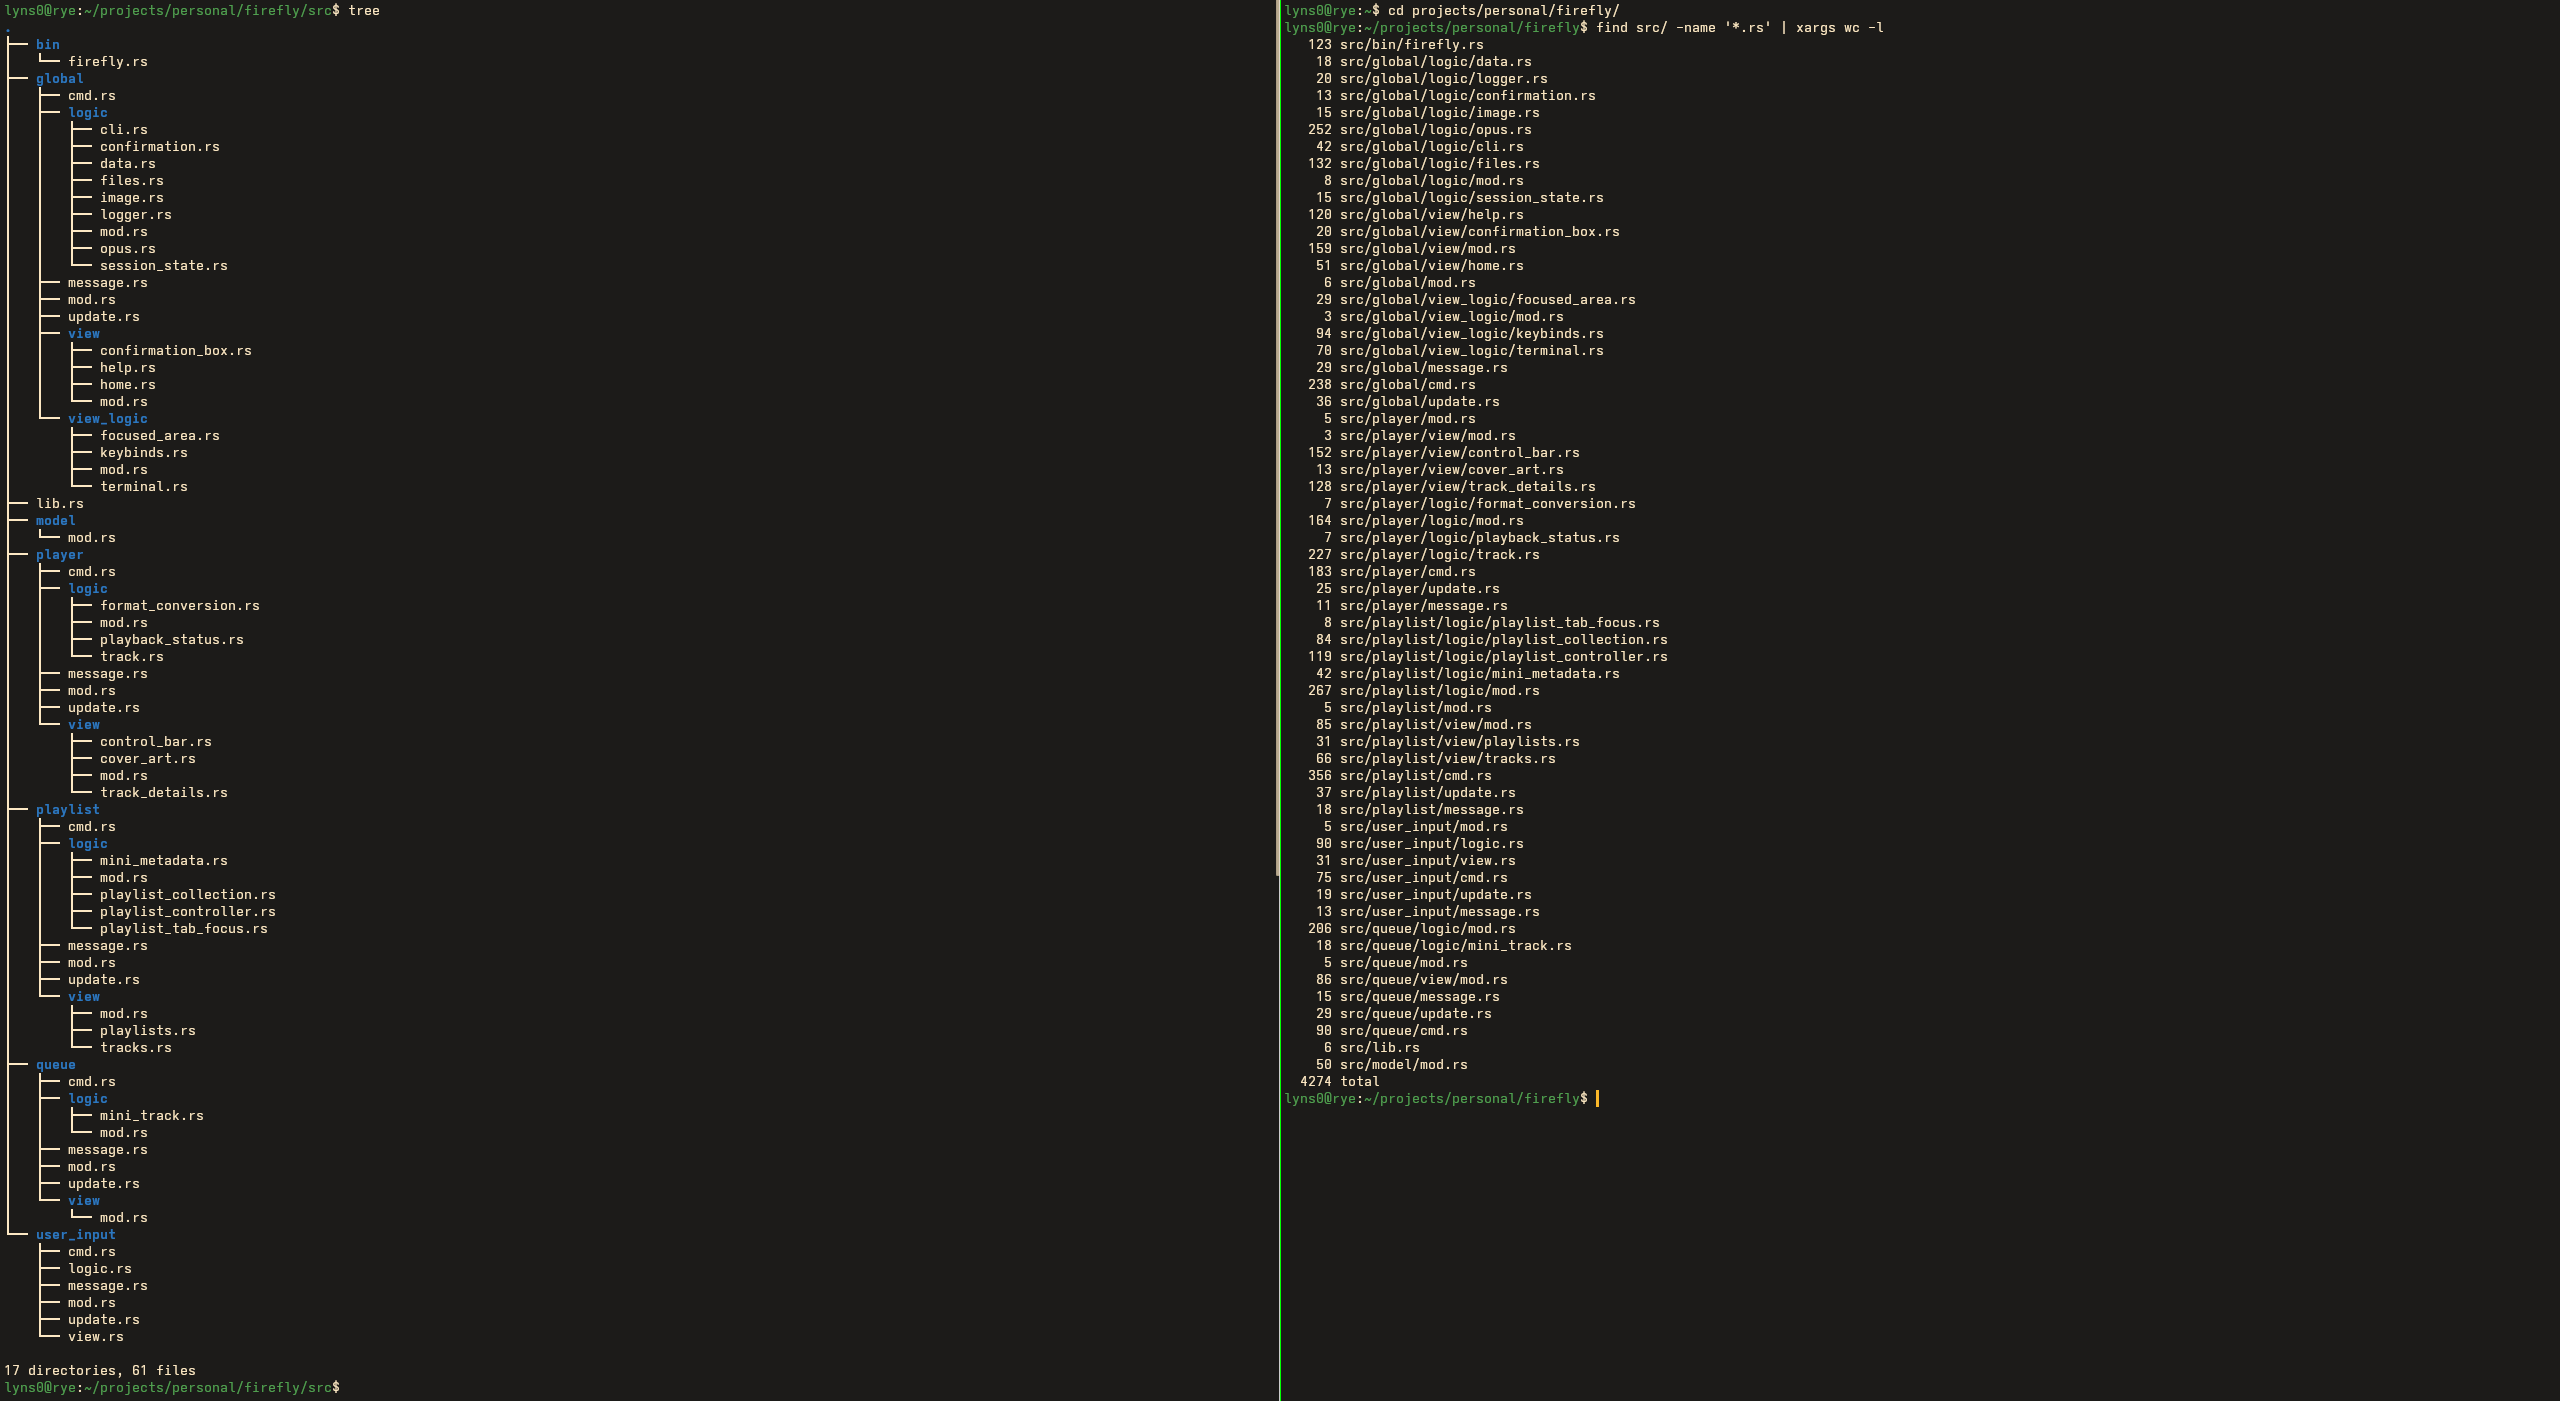 lyns0@rye:~/projects/personal/firefly/src$ tree
.
├── bin
│   └── firefly.rs
├── global
│   ├── cmd.rs
│   ├── logic
│   │   ├── cli.rs
│   │   ├── confirmation.rs
│   │   ├── data.rs
│   │   ├── files.rs
│   │   ├── image.rs
│   │   ├── logger.rs
│   │   ├── mod.rs
│   │   ├── opus.rs
│   │   └── session_state.rs
│   ├── message.rs
│   ├── mod.rs
│   ├── update.rs
│   ├── view
│   │   ├── confirmation_box.rs
│   │   ├── help.rs
│   │   ├── home.rs
│   │   └── mod.rs
│   └── view_logic
│       ├── focused_area.rs
│       ├── keybinds.rs
│       ├── mod.rs
│       └── terminal.rs
├── lib.rs
├── model
│   └── mod.rs
├── player
│   ├── cmd.rs
│   ├── logic
│   │   ├── format_conversion.rs
│   │   ├── mod.rs
│   │   ├── playback_status.rs
│   │   └── track.rs
│   ├── message.rs
│   ├── mod.rs
│   ├── update.rs
│   └── view
│       ├── control_bar.rs
│       ├── cover_art.rs
│       ├── mod.rs
│       └── track_details.rs
├── playlist
│   ├── cmd.rs
│   ├── logic
│   │   ├── mini_metadata.rs
│   │   ├── mod.rs
│   │   ├── playlist_collection.rs
│   │   ├── playlist_controller.rs
│   │   └── playlist_tab_focus.rs
│   ├── message.rs
│   ├── mod.rs
│   ├── update.rs
│   └── view
│       ├── mod.rs
│       ├── playlists.rs
│       └── tracks.rs
├── queue
│   ├── cmd.rs
│   ├── logic
│   │   ├── mini_track.rs
│   │   └── mod.rs
│   ├── message.rs
│   ├── mod.rs
│   ├── update.rs
│   └── view
│       └── mod.rs
└── user_input
    ├── cmd.rs
    ├── logic.rs
    ├── message.rs
    ├── mod.rs
    ├── update.rs
    └── view.rs

17 directories, 61 files
lyns0@rye:~/projects/personal/firefly/src$
lyns0@rye:~$ cd projects/personal/firefly/
lyns0@rye:~/projects/personal/firefly$ find src/ -name '*.rs' | xargs wc -l
   123 src/bin/firefly.rs
    18 src/global/logic/data.rs
    20 src/global/logic/logger.rs
    13 src/global/logic/confirmation.rs
    15 src/global/logic/image.rs
   252 src/global/logic/opus.rs
    42 src/global/logic/cli.rs
   132 src/global/logic/files.rs
     8 src/global/logic/mod.rs
    15 src/global/logic/session_state.rs
   120 src/global/view/help.rs
    20 src/global/view/confirmation_box.rs
   159 src/global/view/mod.rs
    51 src/global/view/home.rs
     6 src/global/mod.rs
    29 src/global/view_logic/focused_area.rs
     3 src/global/view_logic/mod.rs
    94 src/global/view_logic/keybinds.rs
    70 src/global/view_logic/terminal.rs
    29 src/global/message.rs
   238 src/global/cmd.rs
    36 src/global/update.rs
     5 src/player/mod.rs
     3 src/player/view/mod.rs
   152 src/player/view/control_bar.rs
    13 src/player/view/cover_art.rs
   128 src/player/view/track_details.rs
     7 src/player/logic/format_conversion.rs
   164 src/player/logic/mod.rs
     7 src/player/logic/playback_status.rs
   227 src/player/logic/track.rs
   183 src/player/cmd.rs
    25 src/player/update.rs
    11 src/player/message.rs
     8 src/playlist/logic/playlist_tab_focus.rs
    84 src/playlist/logic/playlist_collection.rs
   119 src/playlist/logic/playlist_controller.rs
    42 src/playlist/logic/mini_metadata.rs
   267 src/playlist/logic/mod.rs
     5 src/playlist/mod.rs
    85 src/playlist/view/mod.rs
    31 src/playlist/view/playlists.rs
    66 src/playlist/view/tracks.rs
   356 src/playlist/cmd.rs
    37 src/playlist/update.rs
    18 src/playlist/message.rs
     5 src/user_input/mod.rs
    90 src/user_input/logic.rs
    31 src/user_input/view.rs
    75 src/user_input/cmd.rs
    19 src/user_input/update.rs
    13 src/user_input/message.rs
   206 src/queue/logic/mod.rs
    18 src/queue/logic/mini_track.rs
     5 src/queue/mod.rs
    86 src/queue/view/mod.rs
    15 src/queue/message.rs
    29 src/queue/update.rs
    90 src/queue/cmd.rs
     6 src/lib.rs
    50 src/model/mod.rs
  4274 total
lyns0@rye:~/projects/personal/firefly$